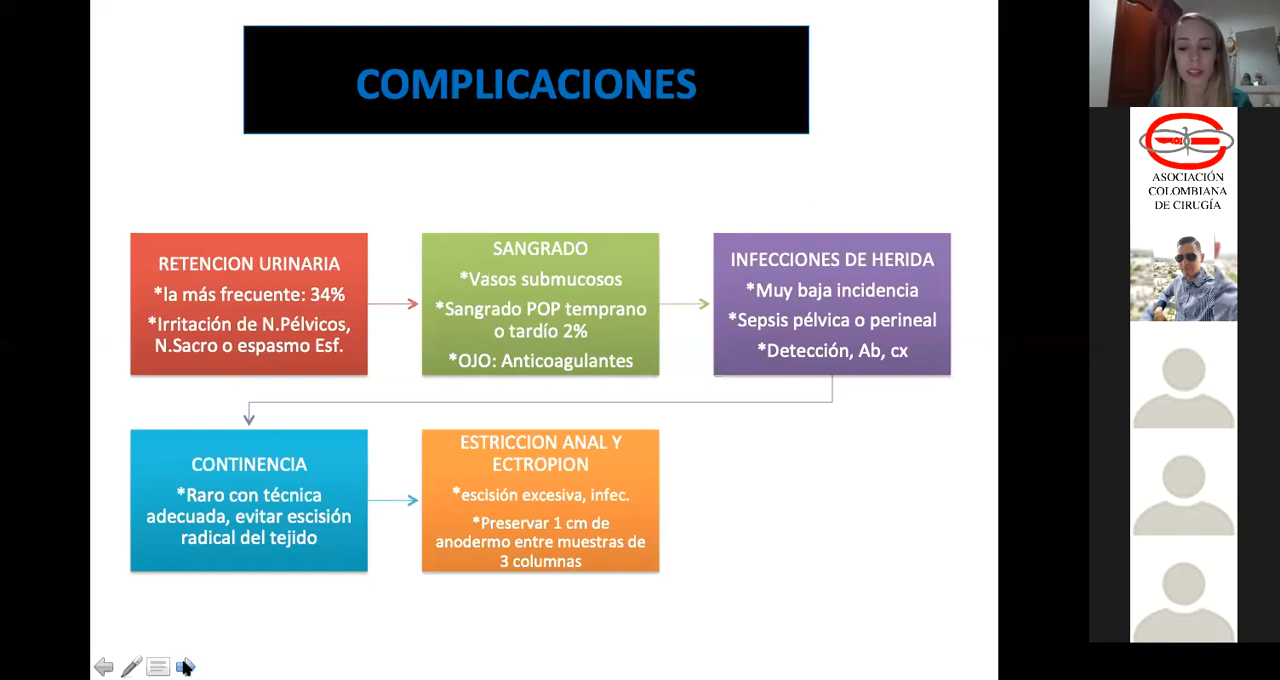 COMPLICACIONES
RETENCION URINARIA
*la más frecuente: 34%
*Irritación de N.Pélvicos,
N.Sacro o espasmo Esf.
SANGRADO
*Vasos submucosos
*Sangrado POP temprano
o tardío 2%
*OJO: Anticoagulantes
INFECCIONES DE HERIDA
*Muy baja incidencia
*Sepsis pélvica o perineal
*Detección, Ab, cx
CONTINENCIA
*Raro con técnica
adecuada, evitar escisión
radical del tejido
ESTRICCION ANAL Y
ECTROPION
*escisión excesiva, infec.
*Preservar 1 cm de
anodermo entre muestras de
3 columnas
ASOCIACIÓN
COLOMBIANA
DE CIRUGÍA